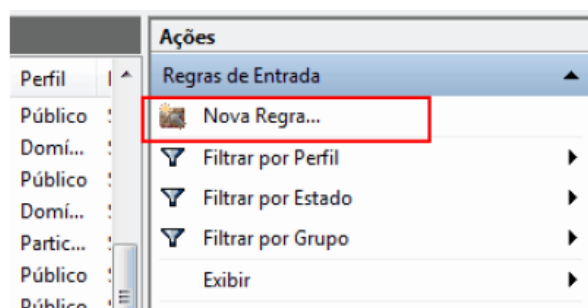 Ações
Perfil
Regras de Entrada
Público
Nova Regra...
Domí...
Filtrar por Perfil
Público
Filtrar por Estado
Domí...
Partic...
Filtrar por Grupo
Público
Exibir
Público